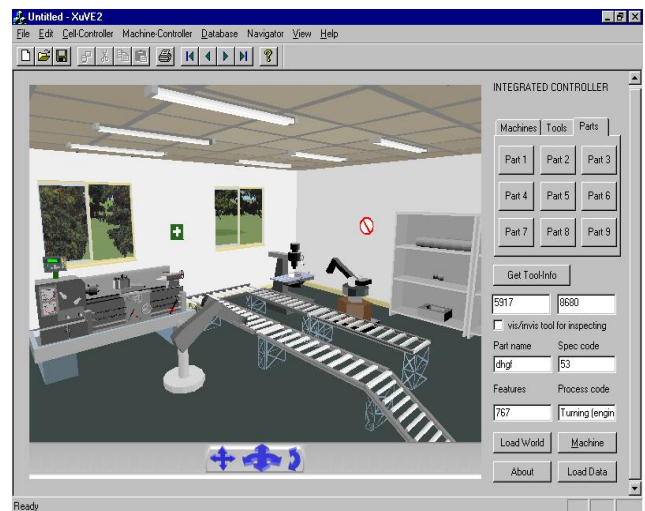 Untitled - XuVE2
File Edit Cell-Controller Machine-Controller Database Navigator View Help
INTEGRATED CONTROLLER
Machines Tools Parts
Part 1 Part 2 Part 3
Part 4 Part 5 Part 6
Part 7 Part 8 Part 9
Get Tool-Info
5917 8680
vis/invis tool for inspecting
Part name Spec code
dhgf 53
Features Process code
767 Turning (engin
Load World Machine
About Load Data
Ready